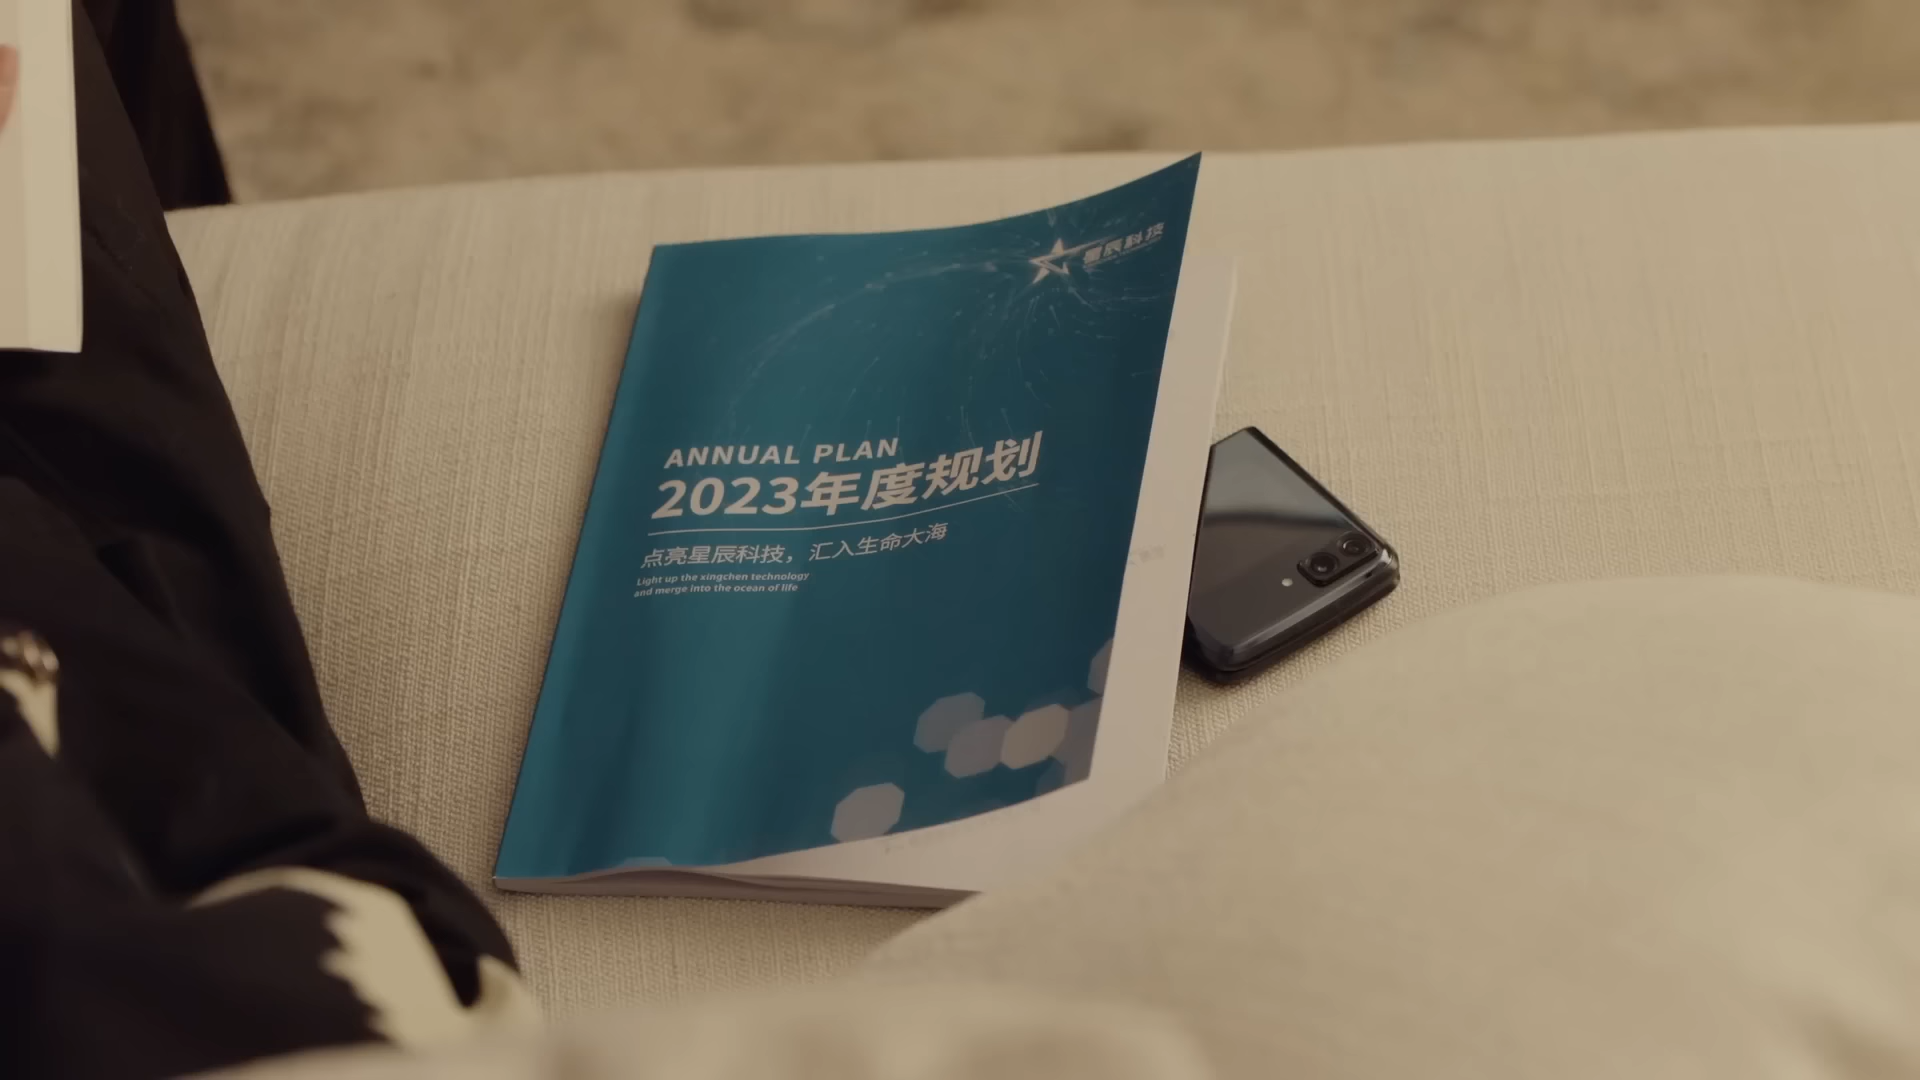 星辰科技
ANNUAL PLAN
2023年度规划
点亮星辰科技，汇入生命大海
Light up the xingchen technology
and merge into the ocean of life